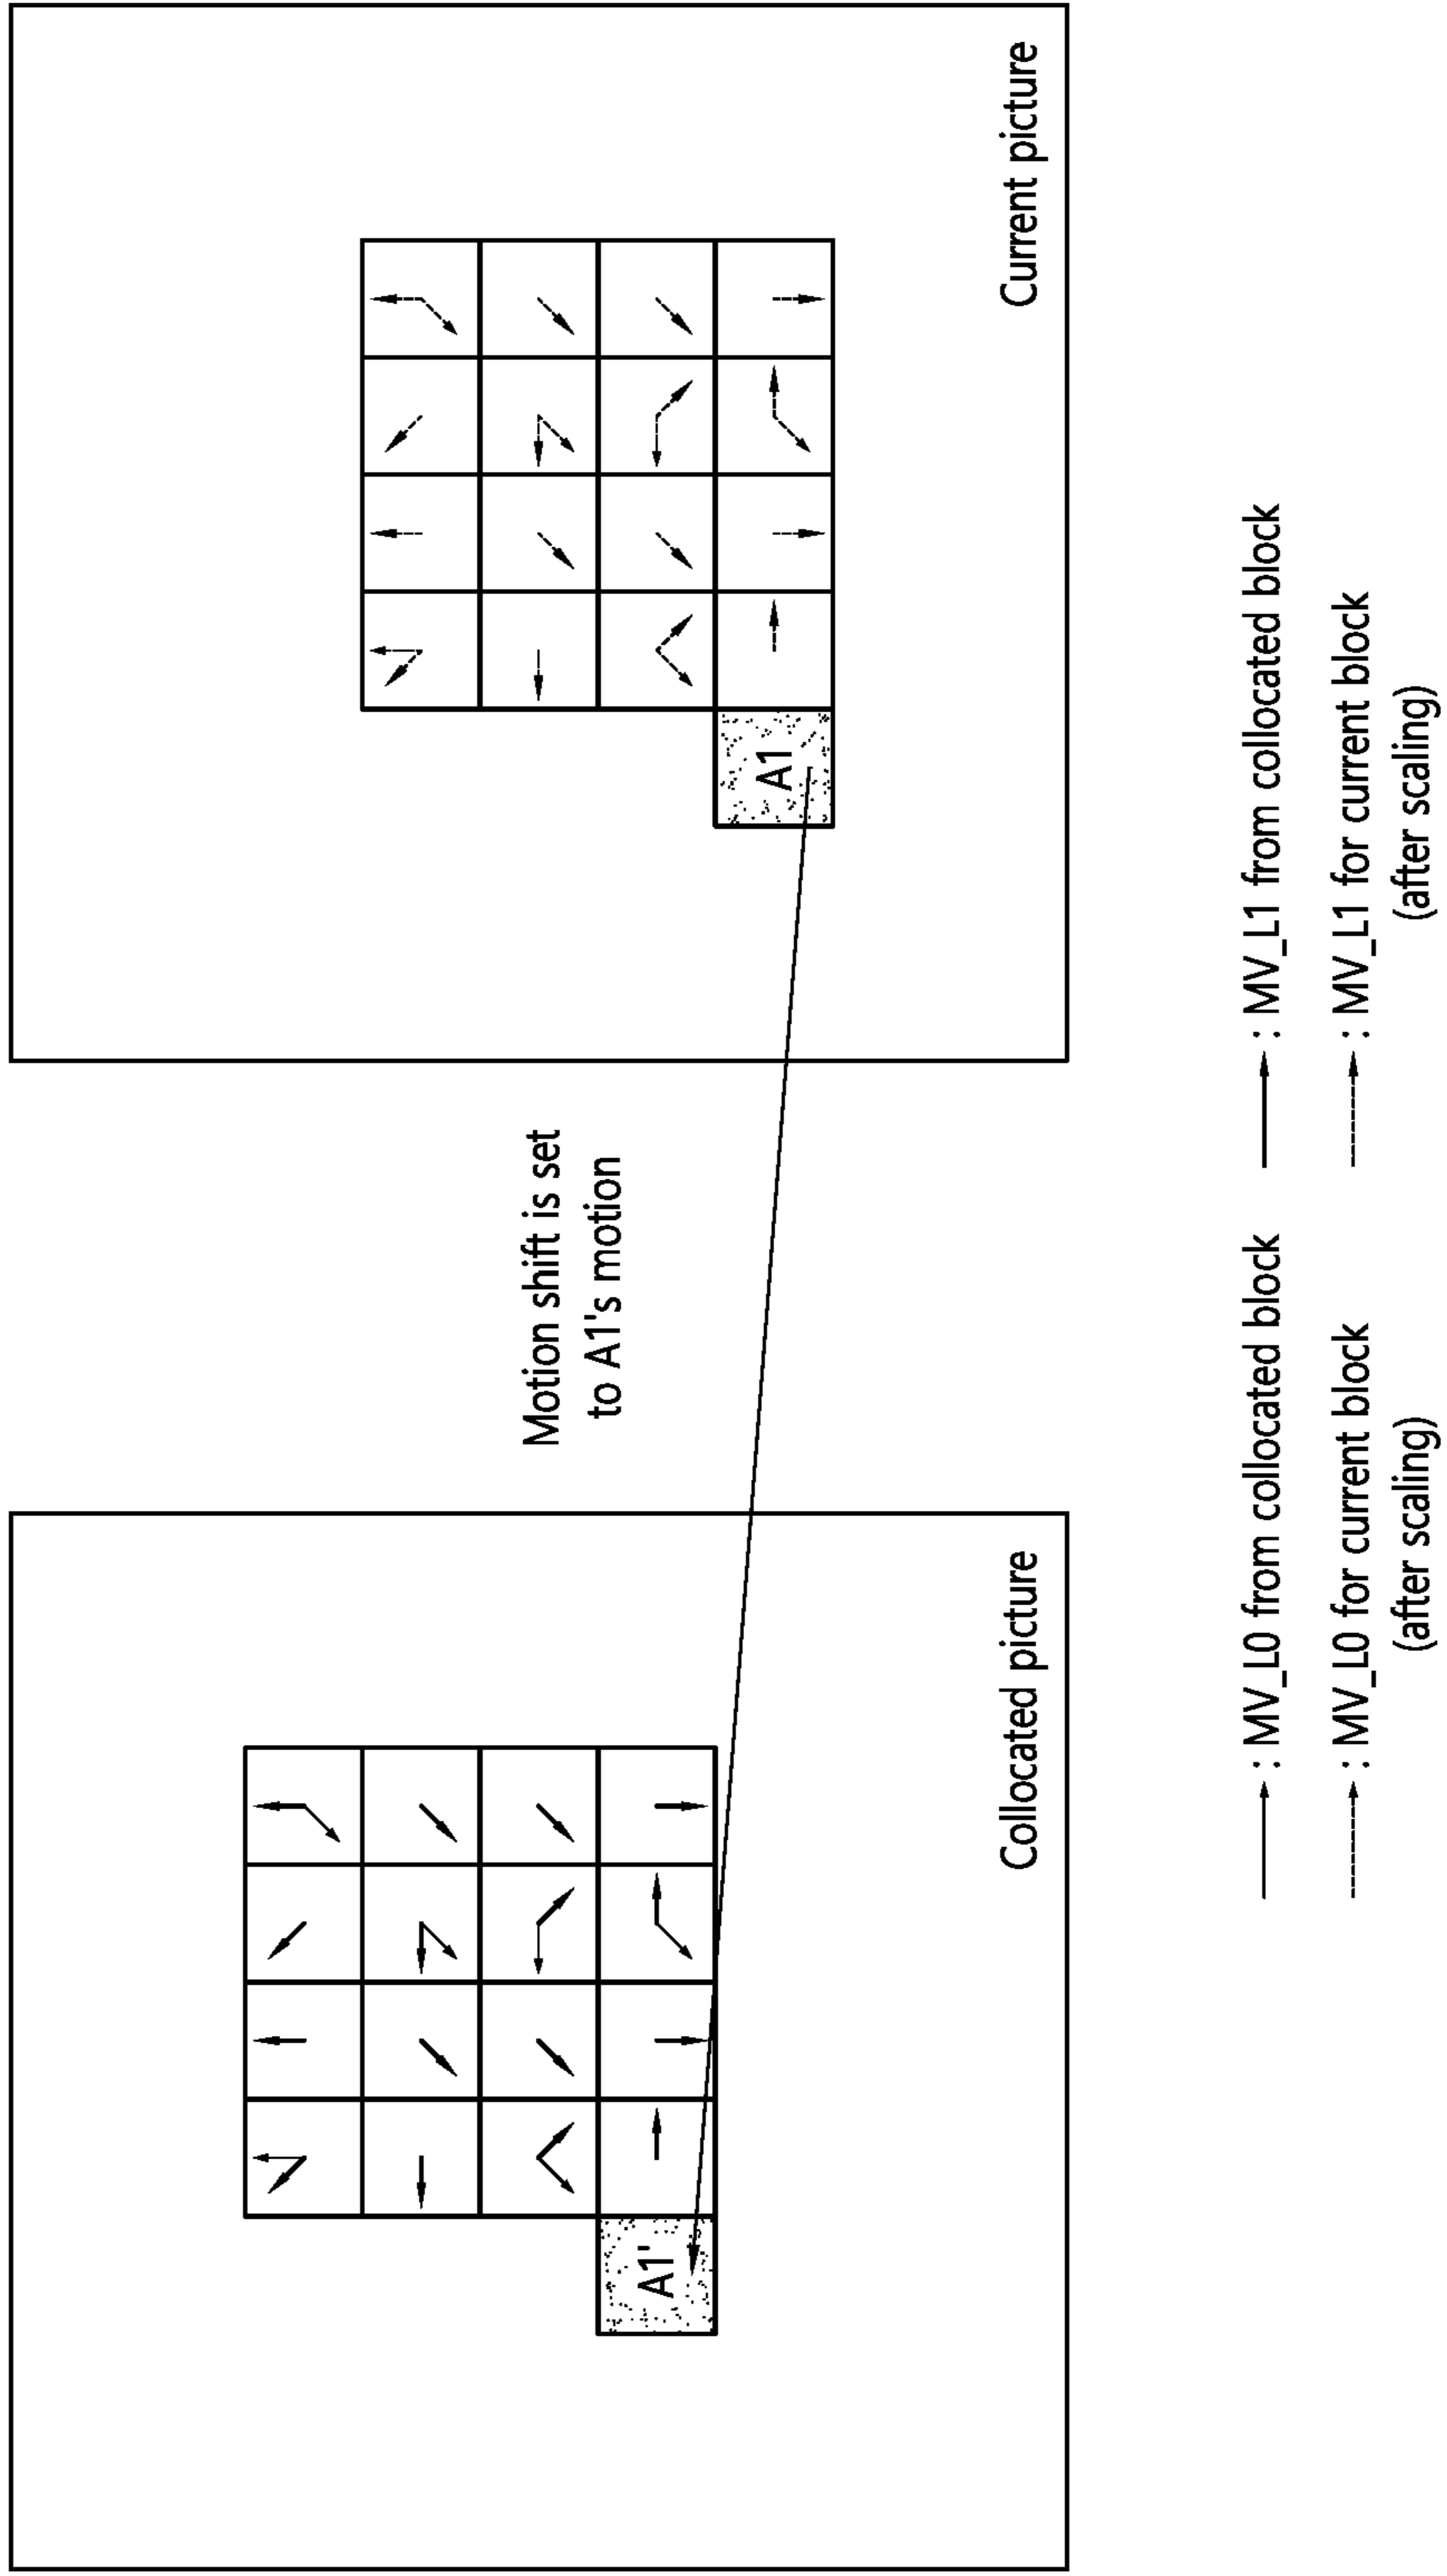 A1'
Collocated picture
Motion shift is set
to A1's motion
A1
Current picture
: MV_L0 from collocated block
: MV_L1 from collocated block
: MV_L0 for current block
(after scaling)
: MV_L1 for current block
(after scaling)